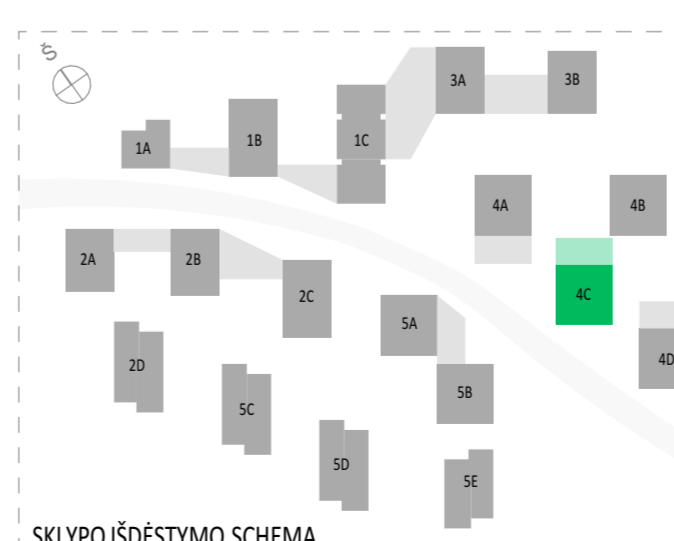 Š
3A
3B
1A
1B
1C
4A
4B
2A
2B
2C
4C
5A
4D
2D
5B
5C
5D
5E
SKLYPO IŠDĖSTYMO SCHEMA